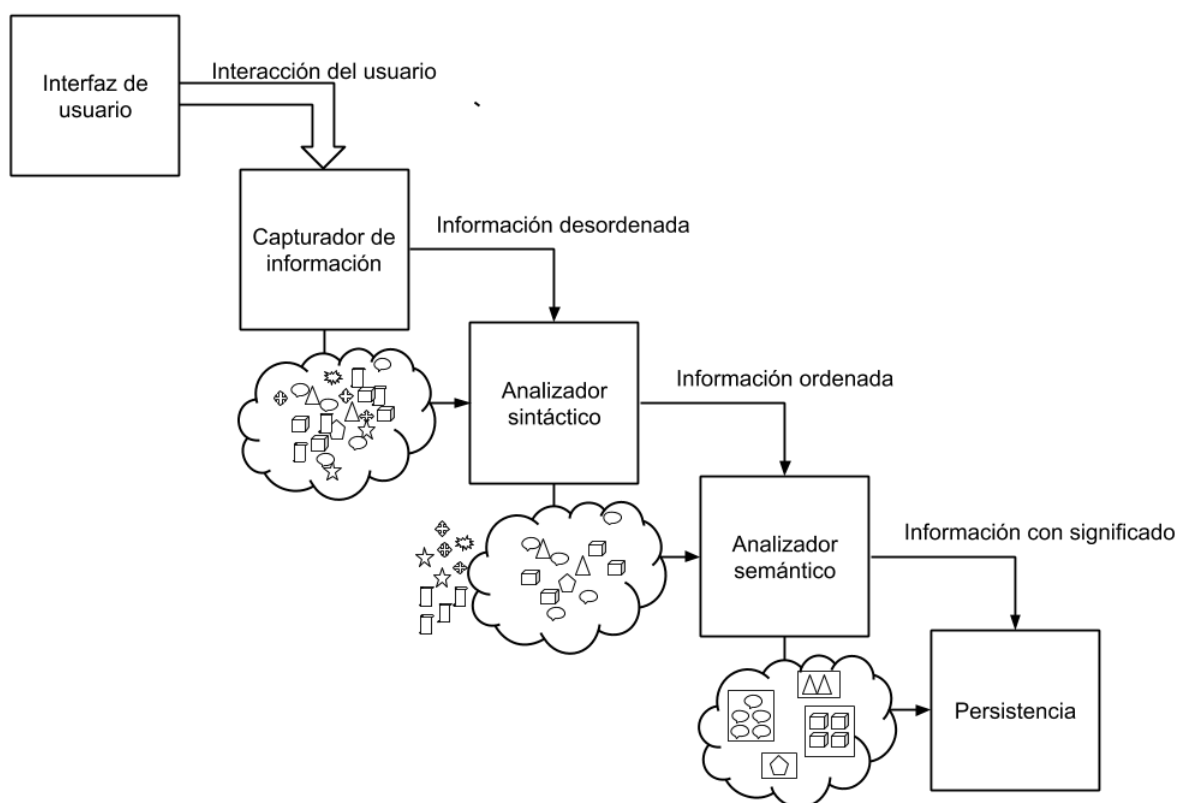 Interfaz de
usuario
Interacción del usuario
Capturador de
información
Información desordenada
Analizador
sintáctico
Información ordenada
Analizador
semántico
Información con significado
Persistencia